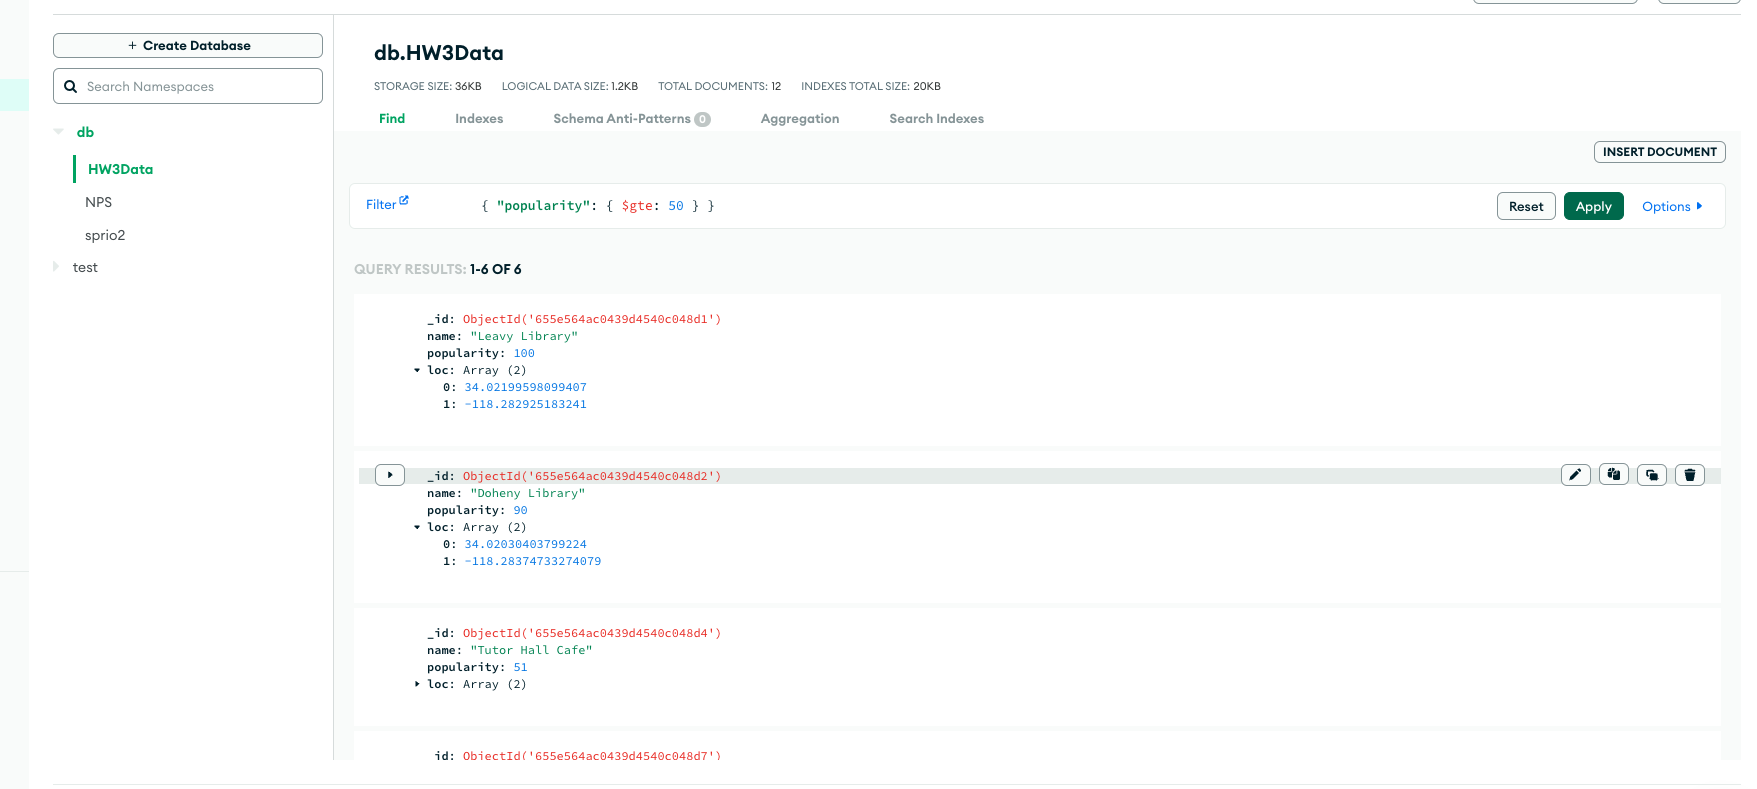 + Create Database
Search Namespaces
db
HW3Data
NPS
sprio2
test
db.HW3Data
STORAGE SIZE: 36KB LOGICAL DATA SIZE: 1.2KB TOTAL DOCUMENTS: 12 INDEXES TOTAL SIZE: 20KB
Find Indexes Schema Anti-Patterns 0 Aggregation Search Indexes
INSERT DOCUMENT
Filter { "popularity": { $gte: 50 } } Reset Apply Options
QUERY RESULTS: 1-6 OF 6
_id: ObjectId('655e564ac0439d4540c048d1')
name: "Leavy Library"
popularity: 100
loc: Array (2)
0: 34.02199598099407
1: -118.282925183241
_id: ObjectId('655e564ac0439d4540c048d2')
name: "Doheny Library"
popularity: 90
loc: Array (2)
0: 34.02030403799224
1: -118.28374733274079
_id: ObjectId('655e564ac0439d4540c048d4')
name: "Tutor Hall Cafe"
popularity: 51
loc: Array (2)
_id: ObjectId('655e564ac0439d4540c048d7')